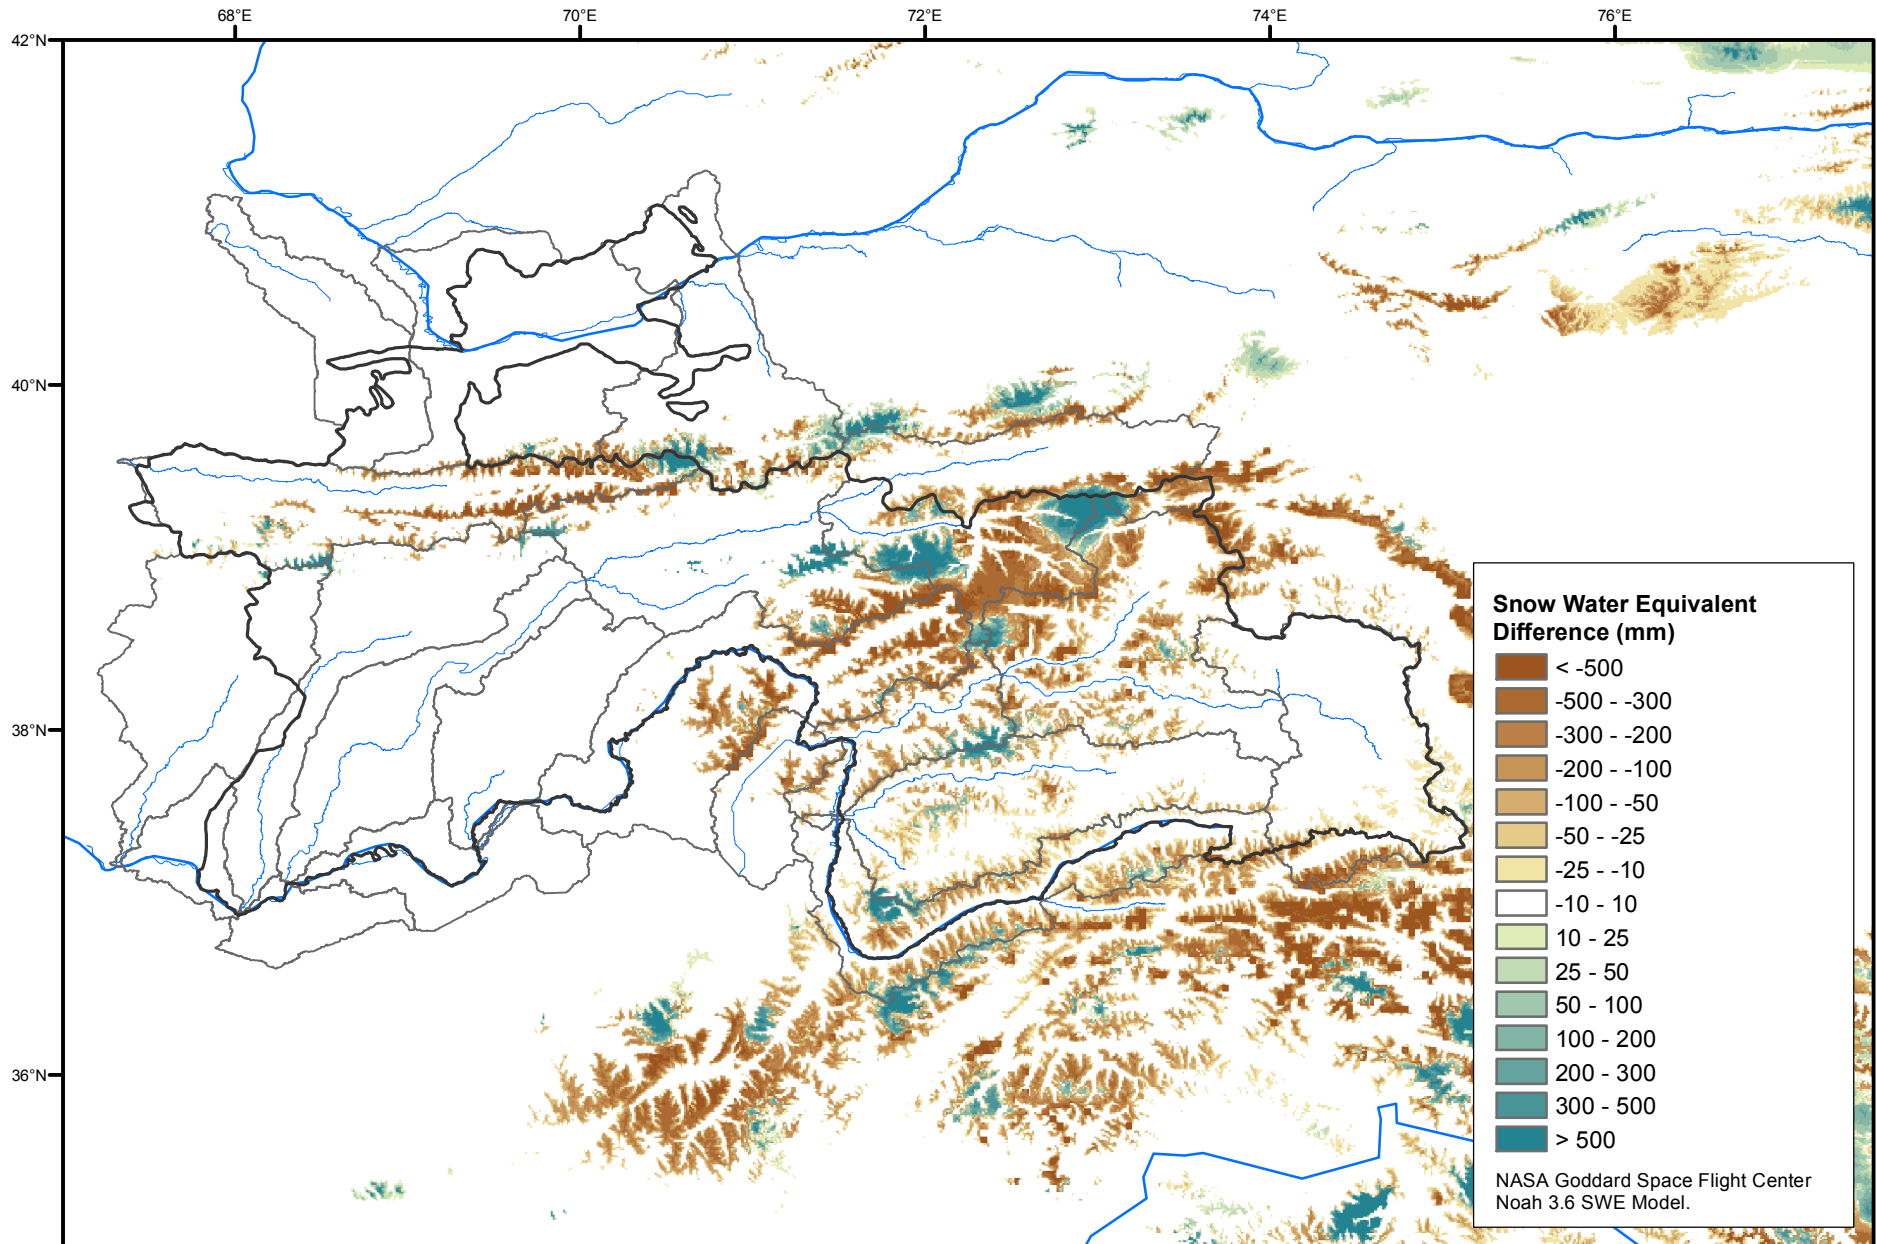 68°E 70°E 72°E 74°E 76°E
42°N
40°N
38°N
36°N
Snow Water Equivalent
Difference (mm)
< -500
-500 - -300
-300 - -200
-200 - -100
-100 - -50
-50 - -25
-25 - -10
-10 - 10
10 - 25
25 - 50
50 - 100
100 - 200
200 - 300
300 - 500
> 500
NASA Goddard Space Flight Center
Noah 3.6 SWE Model.